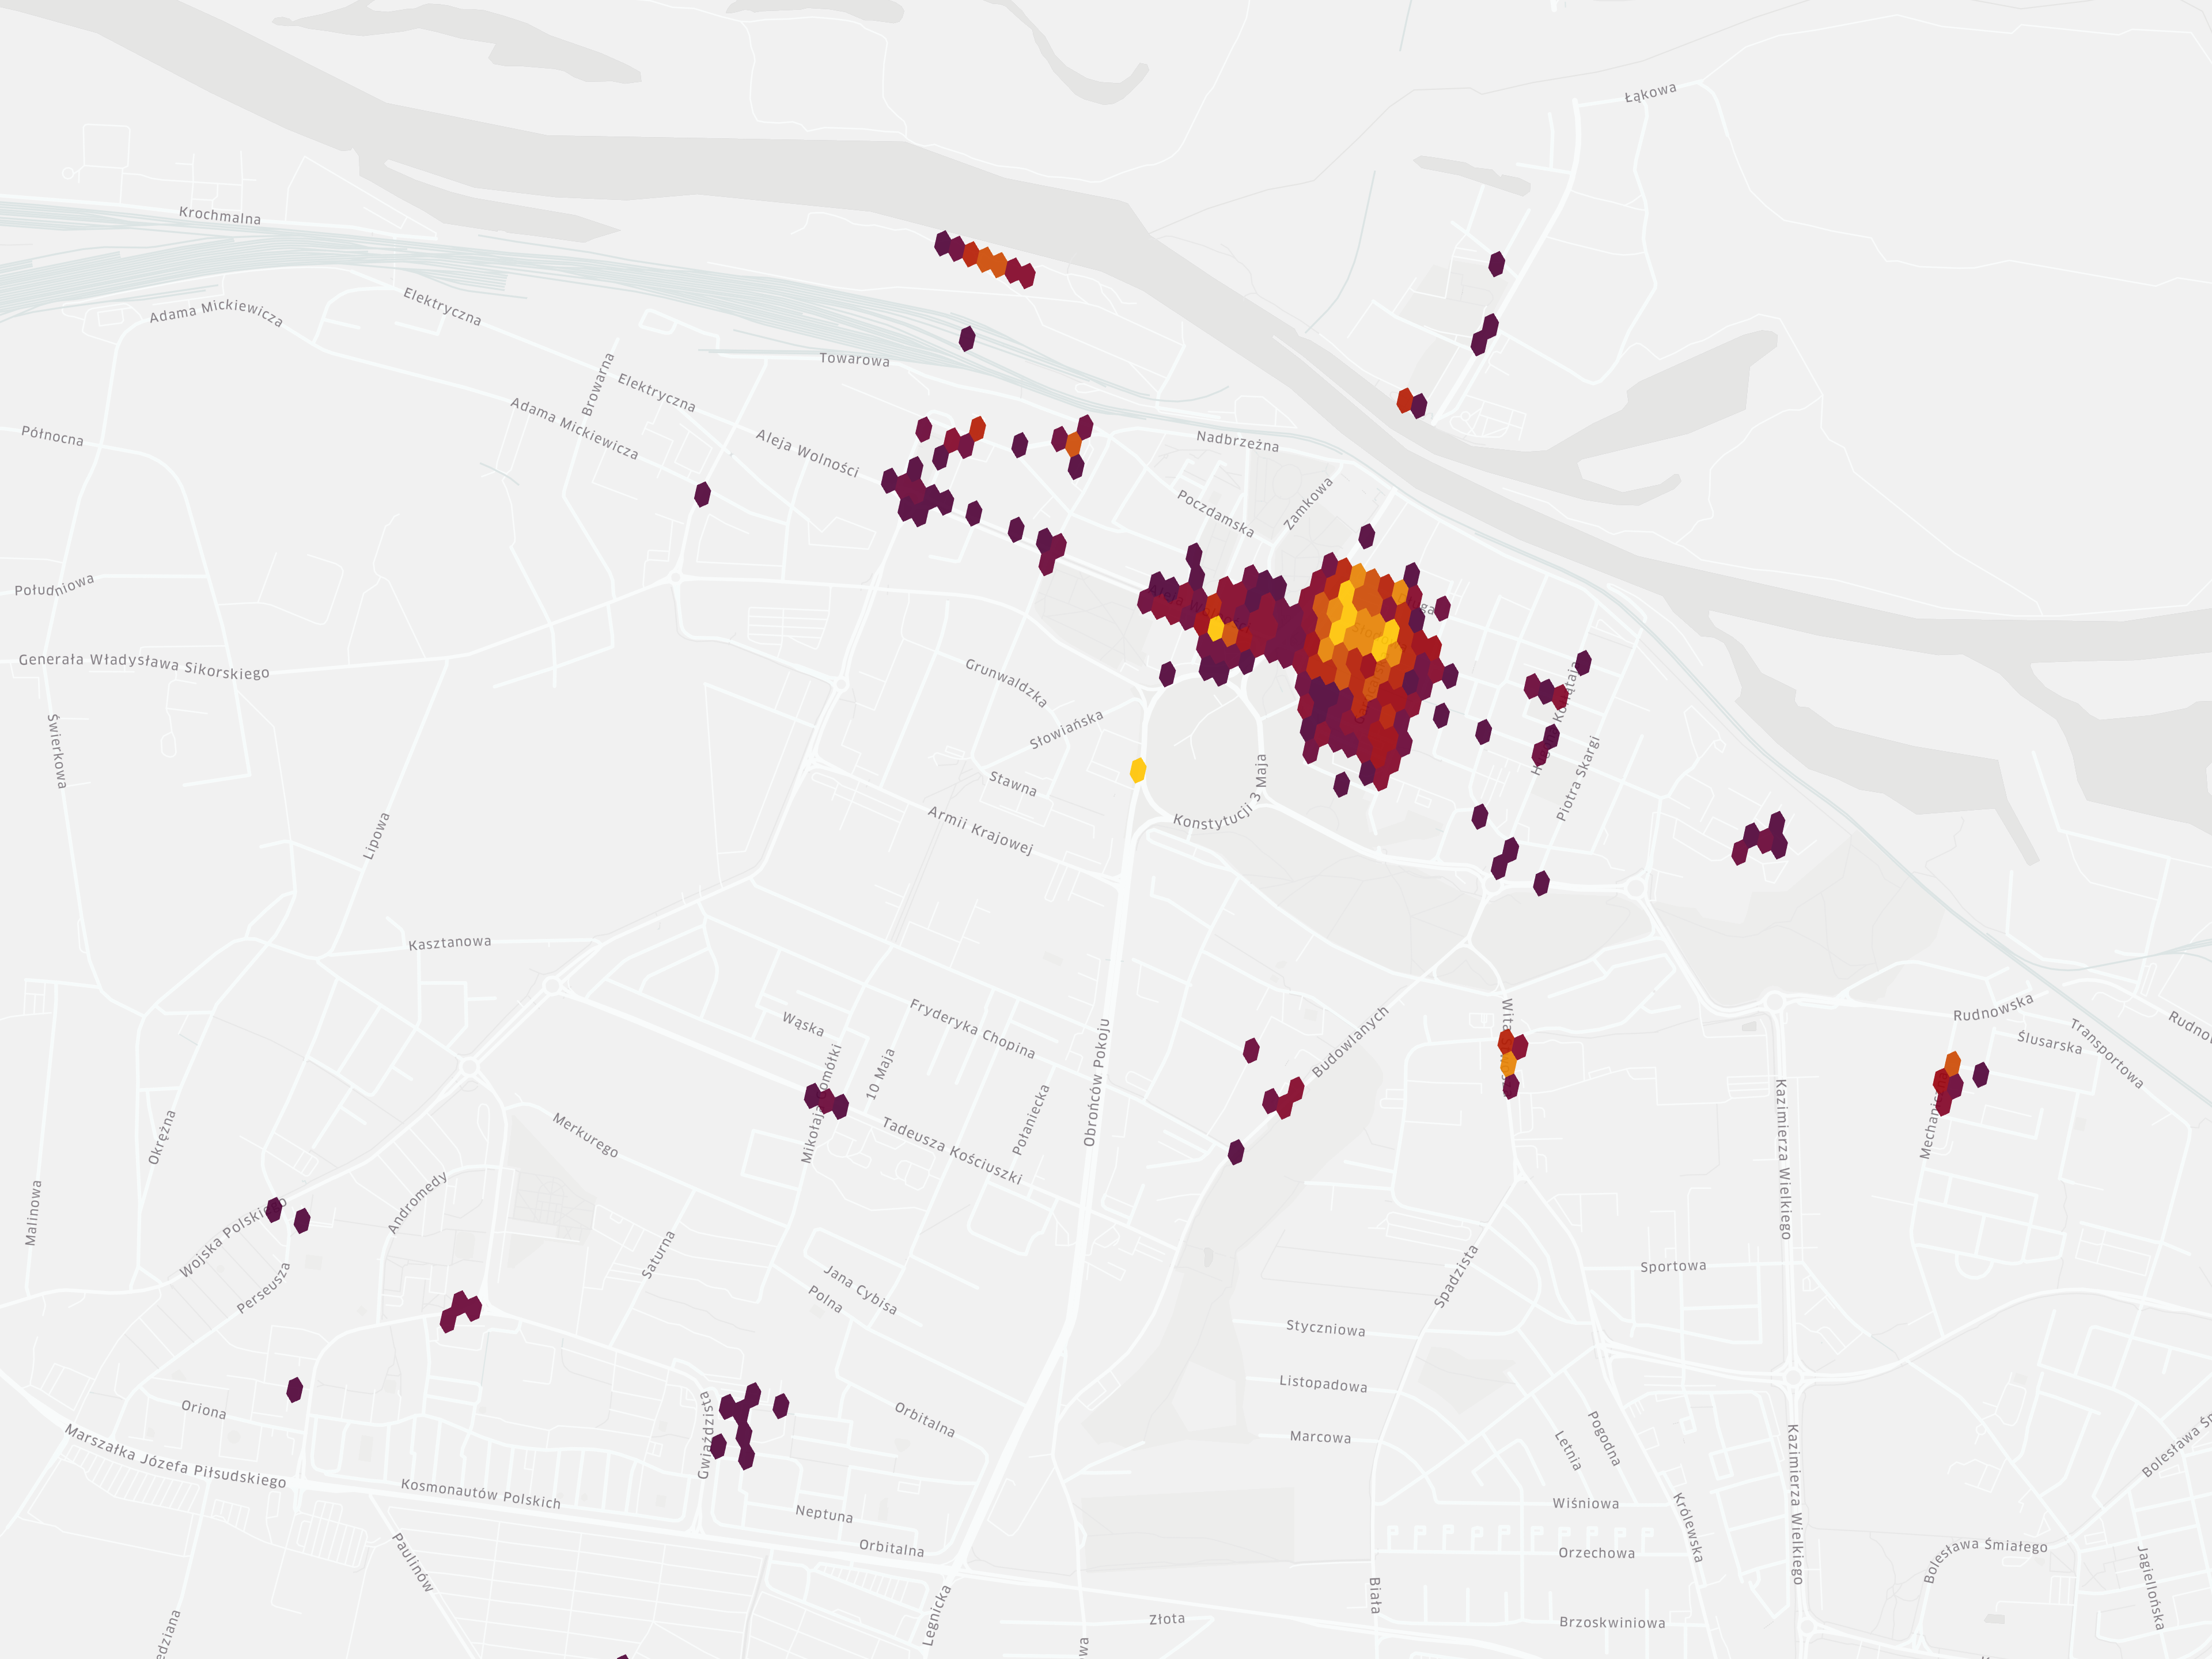 Łąkowa
Krochmalna
Adama Mickiewicza
Elektryczna
Towarowa
Browarna
Elektryczna
Adama Mickiewicza
Aleja Wolności
Północna
Nadbrzeżna
Poczdamska
Zamkowa
Południowa
Generała Władysława Sikorskiego
Grunwaldzka
Świerkowa
Słowiańska
Stawna
Armii Krajowej
Konstytucji 3 Maja
Piotra Skargi
Lipowa
Kasztanowa
Wąska
Fryderyka Chopina
10 Maja
Obrońców Pokoju
Połaniecka
Budowlanych
Rudnowska
Ślusarska
Transportowa
Okrężna
Merkurego
Tadeusza Kościuszki
Kazimierza Wielkiego
Malinowa
Andromedy
Wojska Polskiego
Perseusza
Saturna
Jana Cybisa
Polna
Spadzista
Sportowa
Styczniowa
Listopadowa
Marcowa
Oriona
Marszałka Józefa Piłsudskiego
Gwiaździsta
Orbitalna
Kosmonautów Polskich
Neptuna
Orbitalna
Paulinów
Legnicka
Letnia
Pogodna
Wiśniowa
Królewska
Kazimierza Wielkiego
Orzechowa
Biała
Złota
Brzoskwiniowa
Bolesława Śmiałego
Jagiellońska